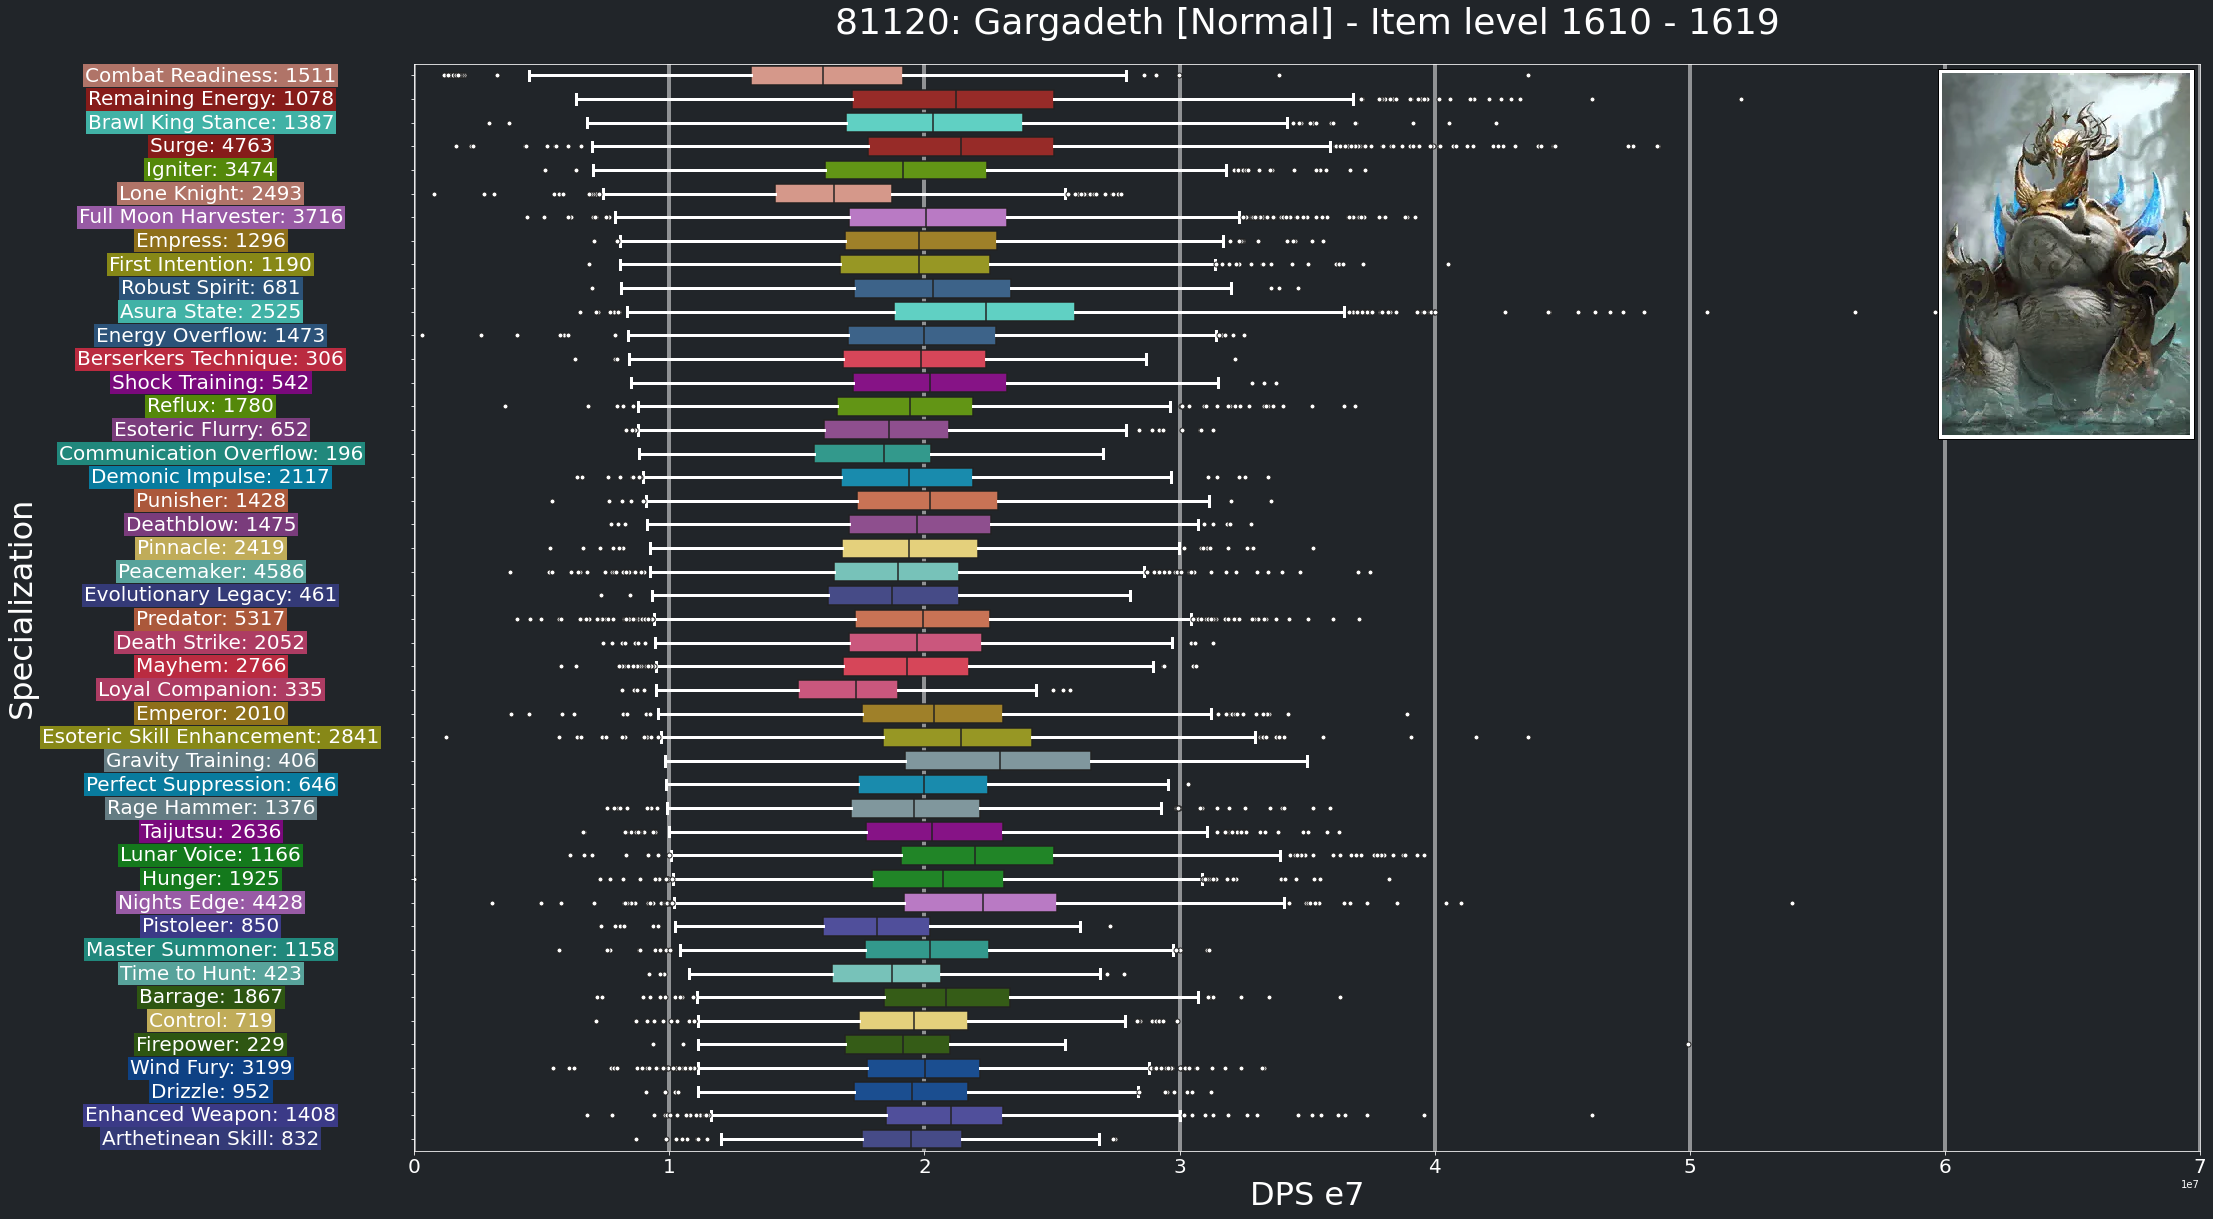 81120: Gargadeth [Normal] - Item level 1610 - 1619
Combat Readiness: 1511
Remaining Energy: 1078
Brawl King Stance: 1387
Surge: 4763
Igniter: 3474
Lone Knight: 2493
Full Moon Harvester: 3716
Empress: 1296
First Intention: 1190
Robust Spirit: 681
Asura State: 2525
Energy Overflow: 1473
Berserkers Technique: 306
Shock Training: 542
Reflux: 1780
Esoteric Flurry: 652
Communication Overflow: 196
Demonic Impulse: 2117
Punisher: 1428
Deathblow: 1475
Pinnacle: 2419
Peacemaker: 4586
Evolutionary Legacy: 461
Predator: 5317
Death Strike: 2052
Mayhem: 2766
Loyal Companion: 335
Emperor: 2010
Esoteric Skill Enhancement: 2841
Gravity Training: 406
Perfect Suppression: 646
Rage Hammer: 1376
Taijutsu: 2636
Lunar Voice: 1166
Hunger: 1925
Nights Edge: 4428
Pistoleer: 850
Master Summoner: 1158
Time to Hunt: 423
Barrage: 1867
Control: 719
Firepower: 229
Wind Fury: 3199
Drizzle: 952
Enhanced Weapon: 1408
Arthetinean Skill: 832
Specialization
0 1 2 3 4 5 6 7
1e7
DPS e7